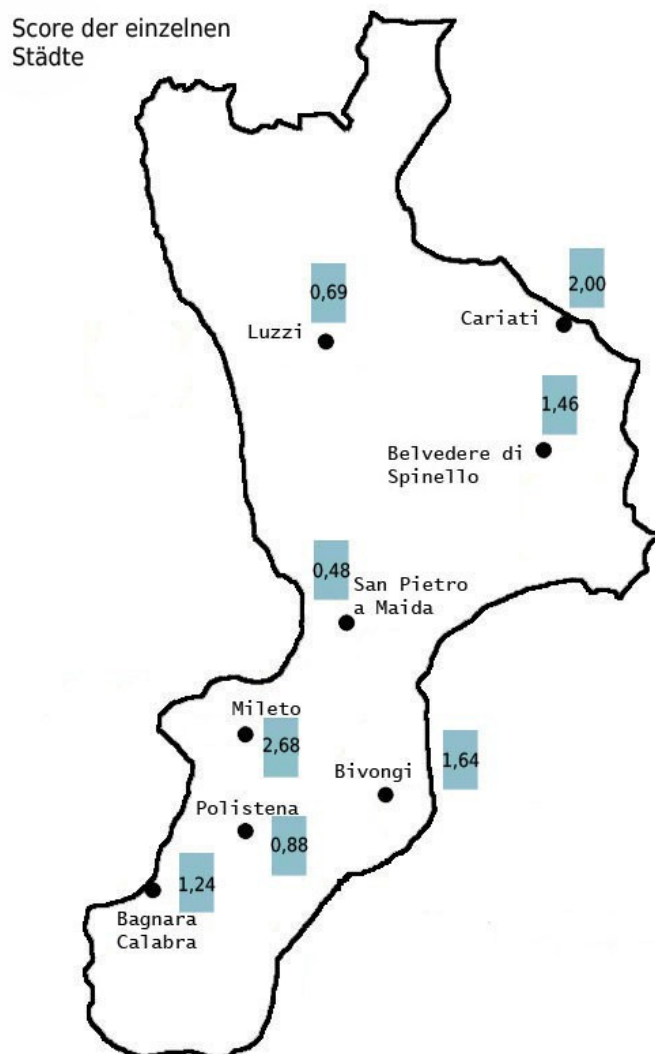 Score der einzelnen
Städte
0,69
Luzzi
2,00
Cariati
1,46
Belvedere di
Spinello
0,48
San Pietro
a Maida
Mileto
2,68
Bivongi
1,64
Polistena
0,88
1,24
Bagnara
Calabra